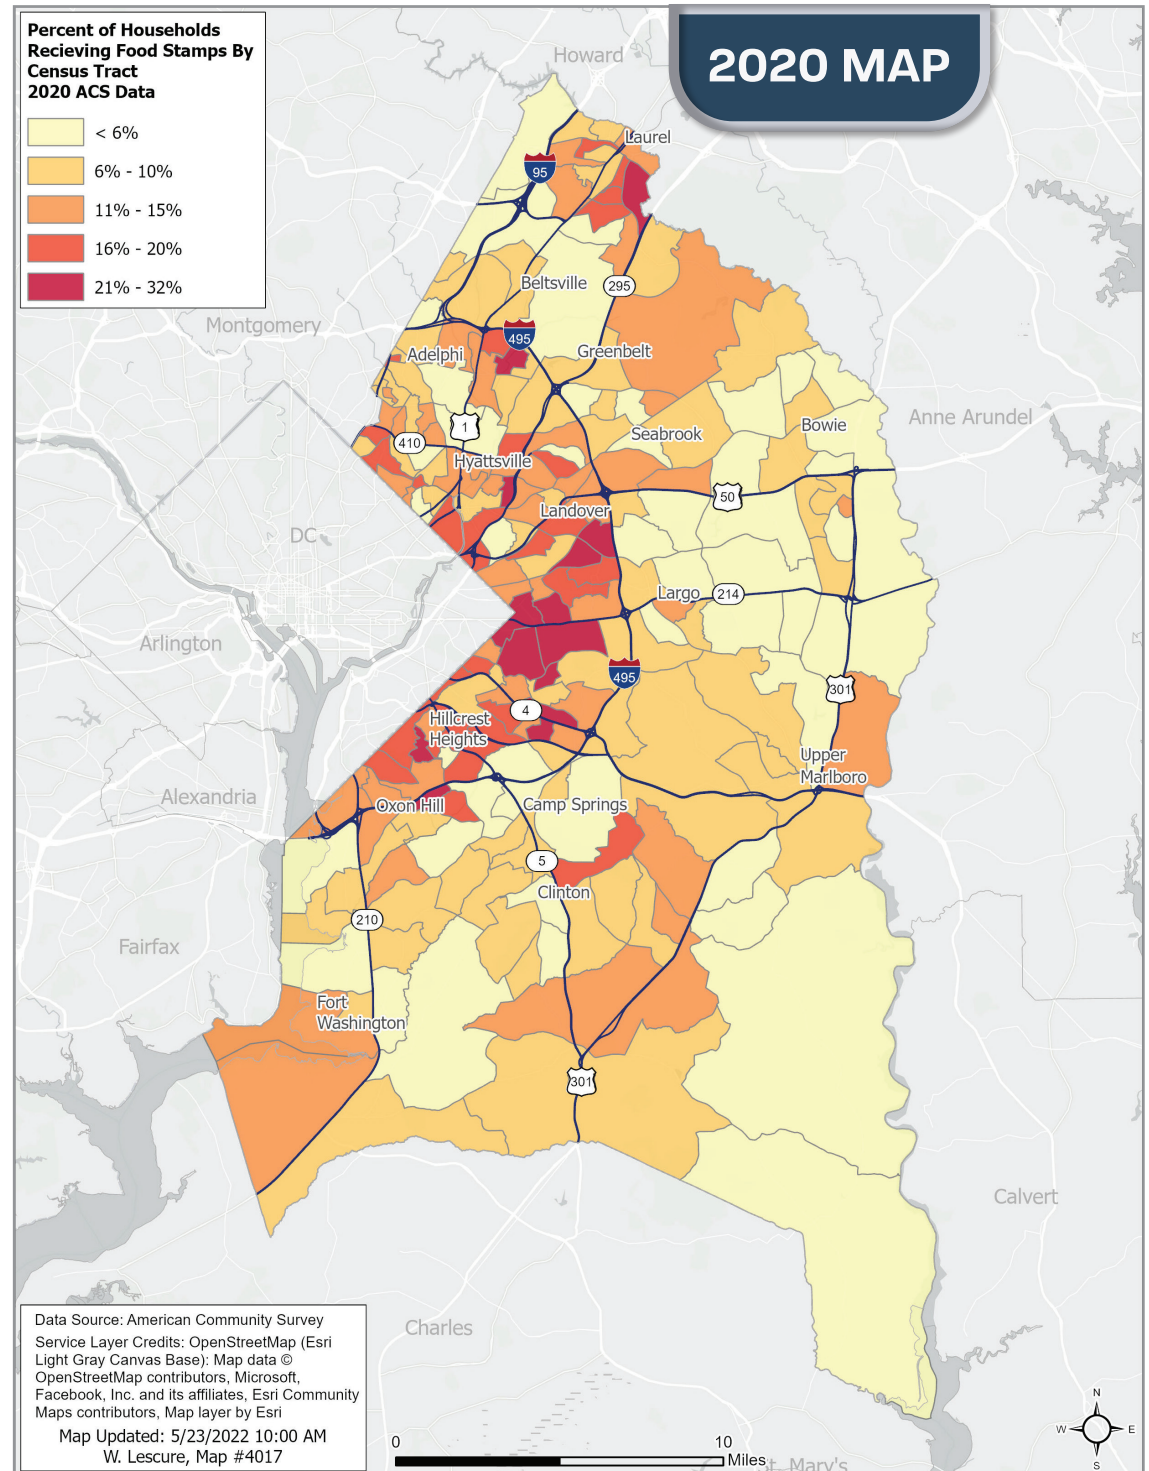 Percent of Households
Recieving Food Stamps By
Census Tract
2020 ACS Data
< 6%
6% - 10%
11% - 15%
16% - 20%
21% - 32%
2020 MAP
Howard
Laurel
95
Beltsville
295
Montgomery
495
Adelphi
Greenbelt
Anne Arundel
1
Bowie
410
Seabrook
Hyattsville
50
Landover
DC
Largo
214
Arlington
495
301
4
Hillcrest
Heights
Upper
Marlboro
Alexandria
Oxon Hill
Camp Springs
5
Clinton
210
Fairfax
Fort
Washington
301
Calvert
Charles
Data Source: American Community Survey
Service Layer Credits: OpenStreetMap (Esri
Light Gray Canvas Base): Map data ©
OpenStreetMap contributors, Microsoft,
Facebook, Inc. and its affiliates, Esri Community
Maps contributors, Map layer by Esri
Map Updated: 5/23/2022 10:00 AM
W. Lescure, Map #4017
0
10
Miles
St. Mary's
N
W
E
S